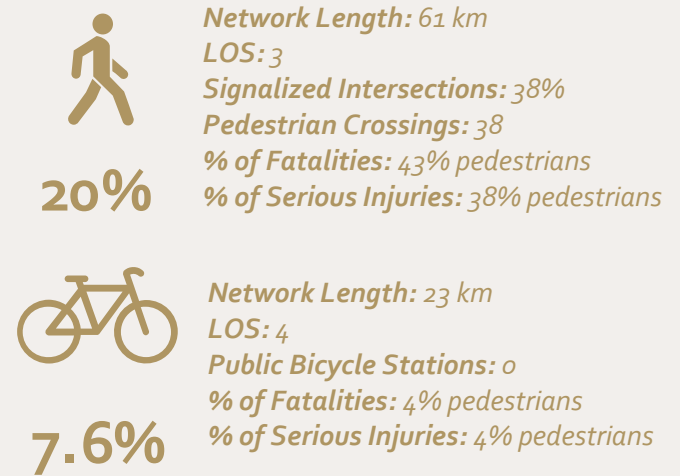 Network Length: 61 km
LOS: 3
Signalized Intersections: 38%
Pedestrian Crossings: 38
% of Fatalities: 43% pedestrians
% of Serious Injuries: 38% pedestrians
20%
Network Length: 23 km
LOS: 4
Public Bicycle Stations: 0
% of Fatalities: 4% pedestrians
% of Serious Injuries: 4% pedestrians
7.6%